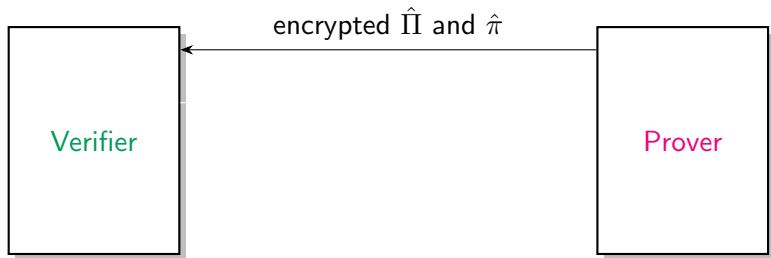 encrypted Π̂ and π̂
Verifier
Prover